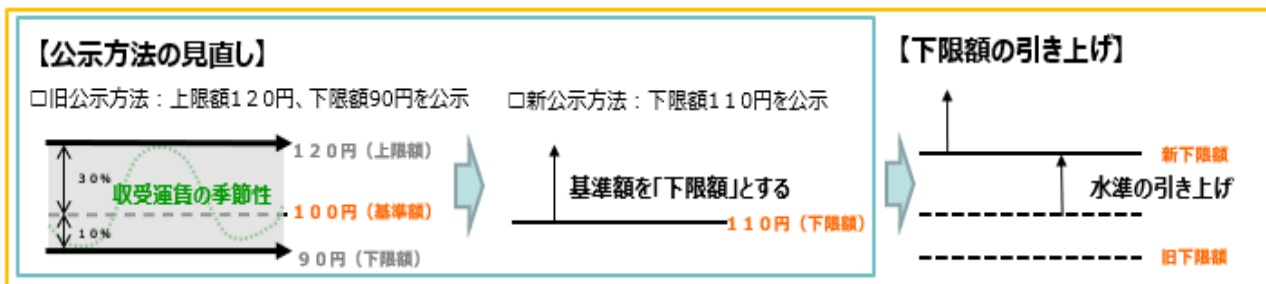 【公示方法の見直し】
□旧公示方法：上限額１２０円、下限額90円を公示
３０%
収受運賃の季節性
１０%
１２０円（上限額）
１００円（基準額）
９０円（下限額）
□新公示方法：下限額１１０円を公示
基準額を「下限額」とする
１１０円（下限額）
【下限額の引き上げ】
新下限額
水準の引き上げ
旧下限額